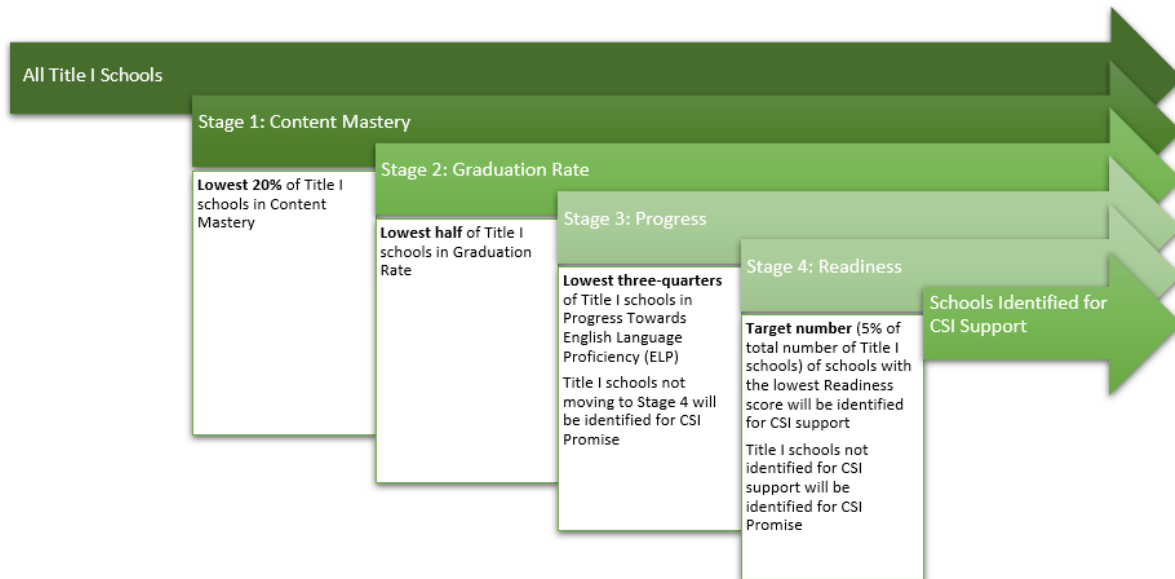 All Title I Schools
Stage 1: Content Mastery
Lowest 20% of Title I
schools in Content
Mastery
Stage 2: Graduation Rate
Lowest half of Title I
schools in Graduation
Rate
Stage 3: Progress
Lowest three-quarters
of Title I schools in
Progress Towards
English Language
Proficiency (ELP)
Title I schools not
moving to Stage 4 will
be identified for CSI
Promise
Stage 4: Readiness
Target number (5% of
total number of Title I
schools) of schools with
the lowest Readiness
score will be identified
for CSI support
Title I schools not
identified for CSI
support will be
identified for CSI
Promise
Schools Identified for
CSI Support